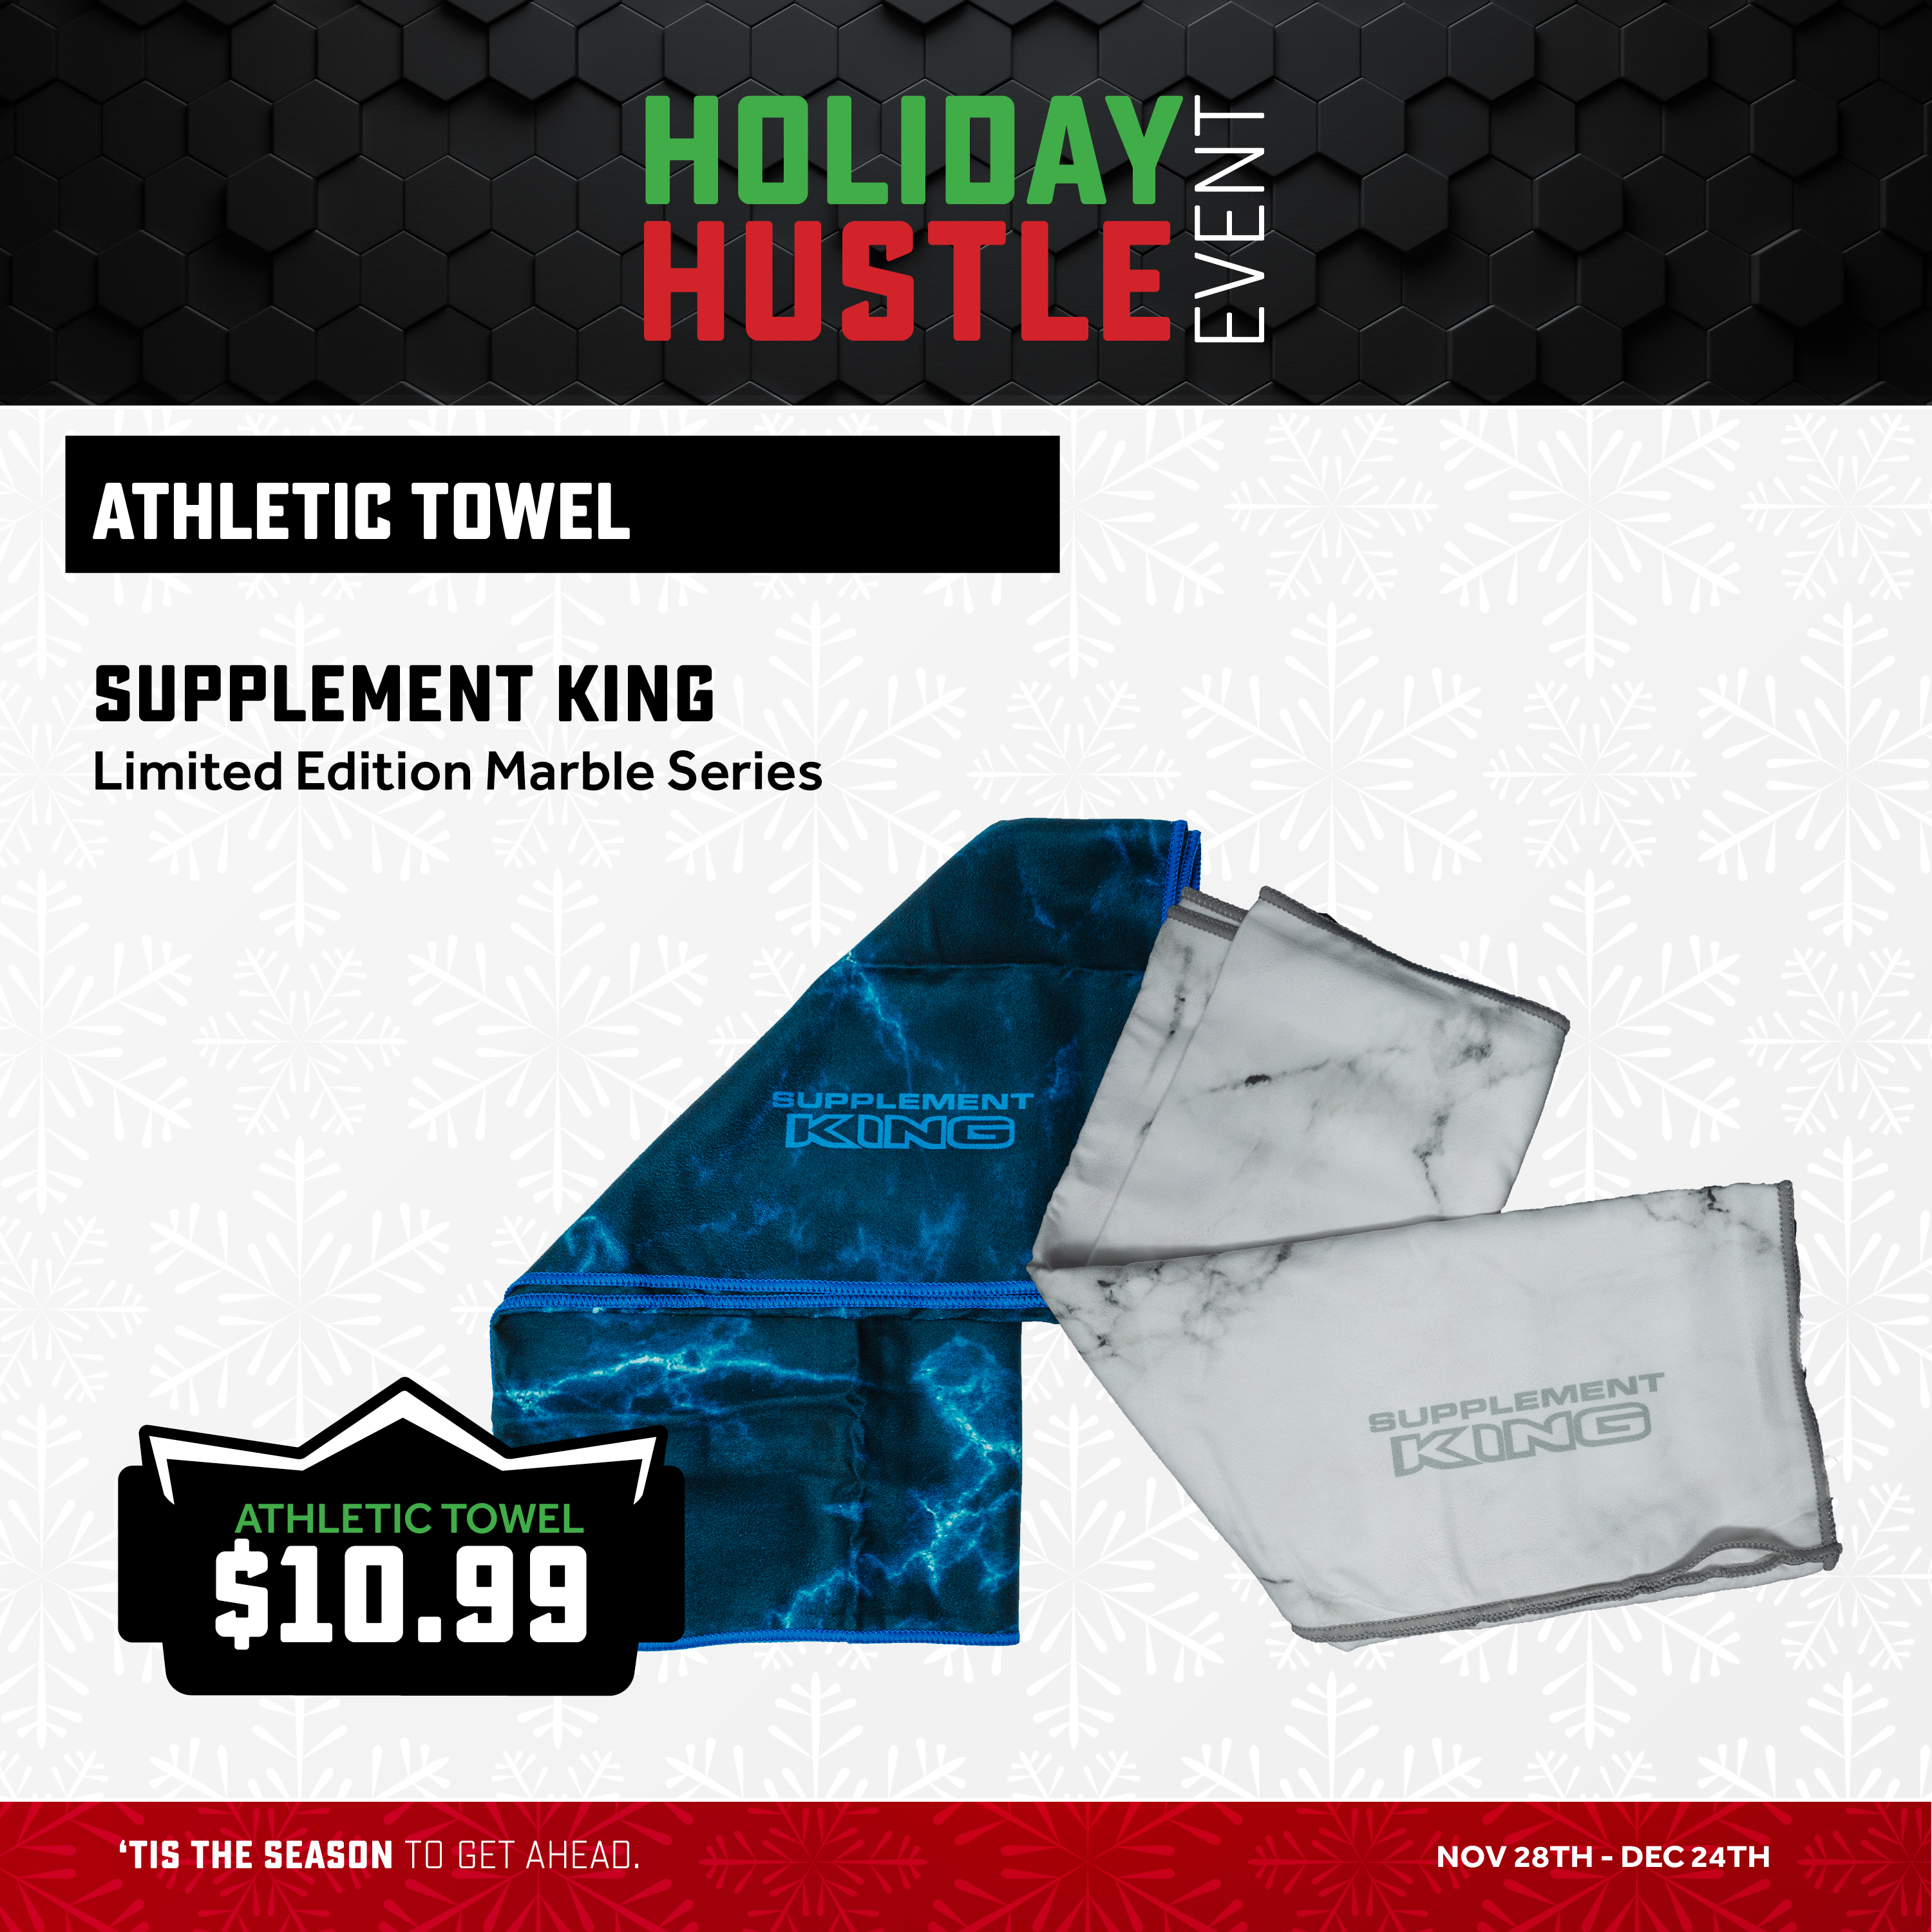 HOLIDAY
HUSTLE
EVENT
ATHLETIC TOWEL
SUPPLEMENT KING
Limited Edition Marble Series
SUPPLEMENT
KING
SUPPLEMENT
KING
ATHLETIC TOWEL
$10.99
‘TIS THE SEASON TO GET AHEAD.
NOV 28TH - DEC 24TH